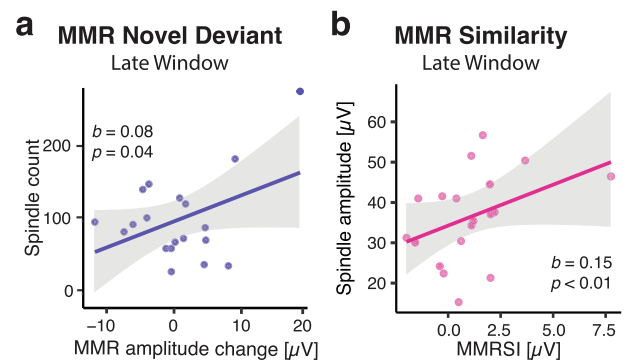 a
MMR Novel Deviant
Late Window
b = 0.08
p = 0.04
Spindle count
200
100
0
−10
0
10
20
MMR amplitude change [µV]
b
MMR Similarity
Late Window
Spindle amplitude [µV]
60
50
40
30
20
b = 0.15
p < 0.01
0.0
2.5
5.0
7.5
MMRSI [µV]